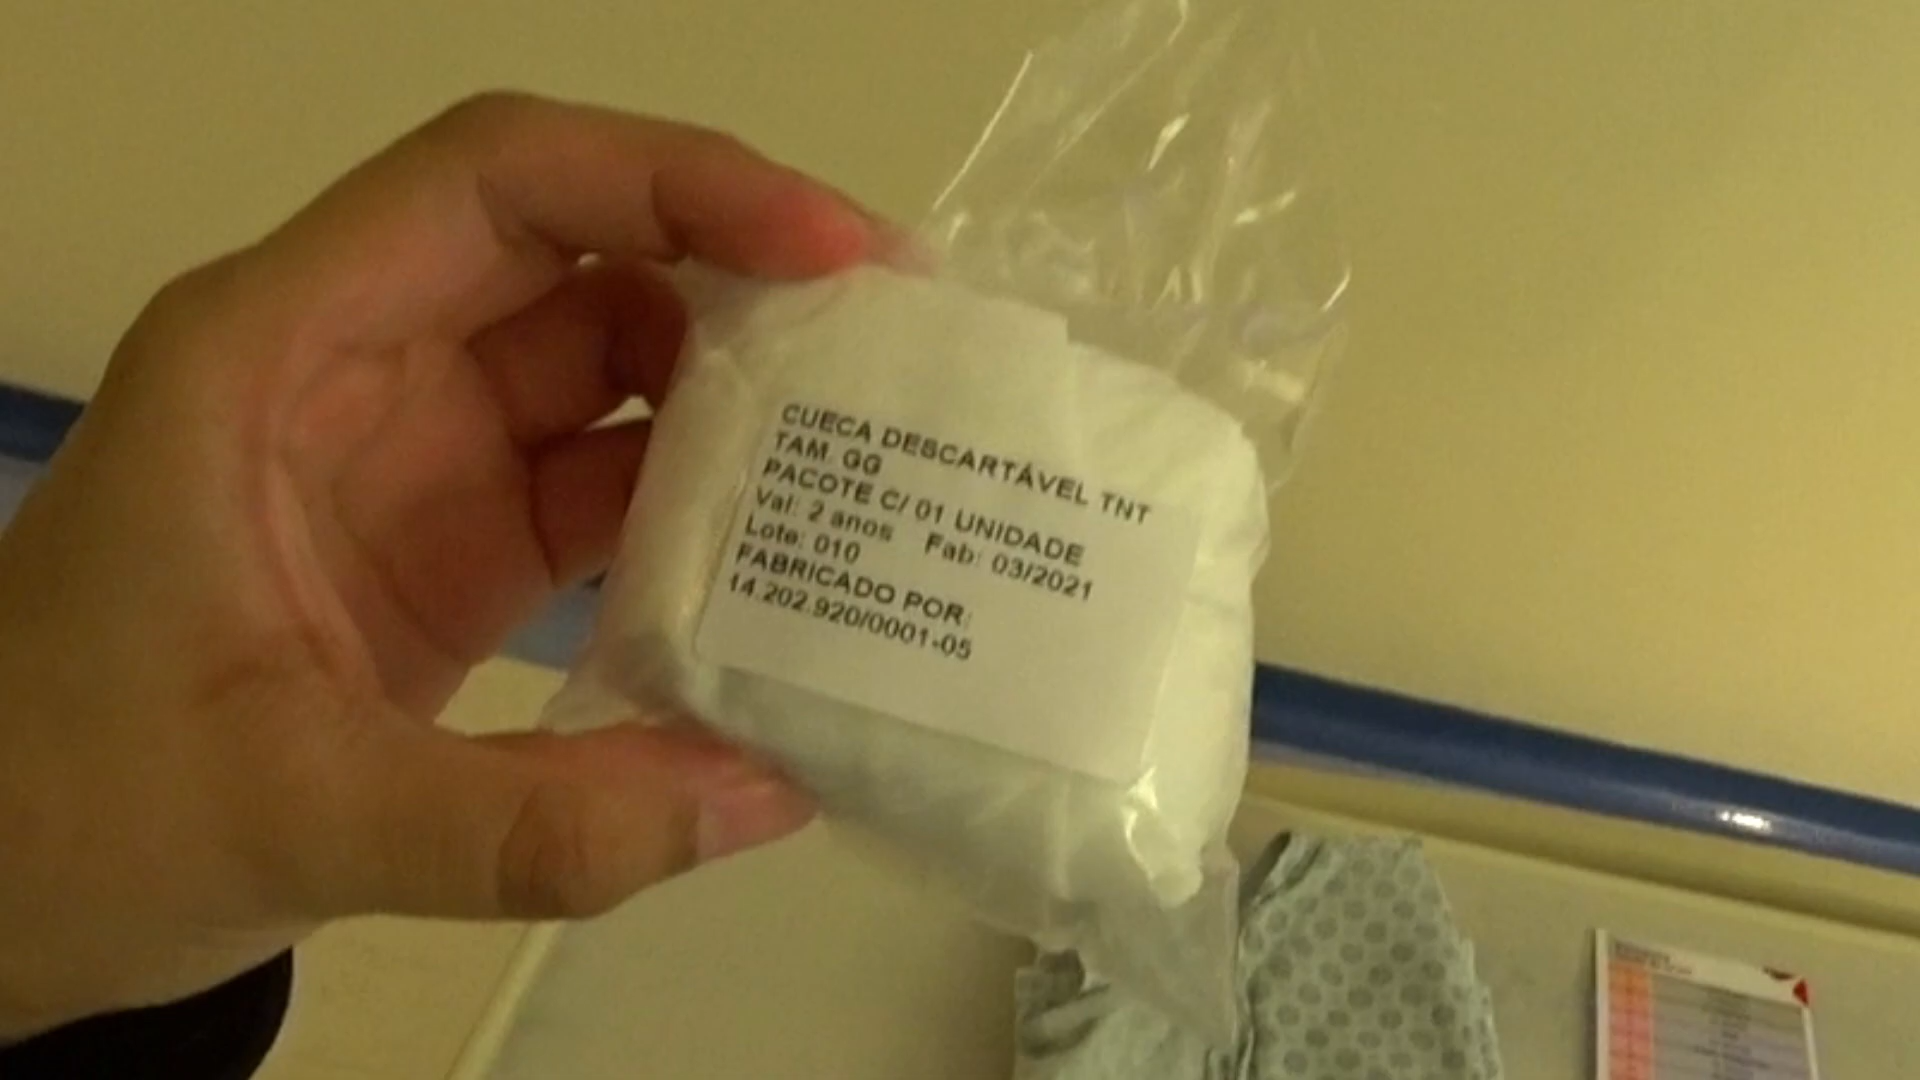 CUECA DESCARTÁVEL TNT
TAM. GG
PACOTE C/ 01 UNIDADE
Val: 2 anos Fab: 03/2021
Lote: 010
FABRICADO POR:
14.202.920/0001-05